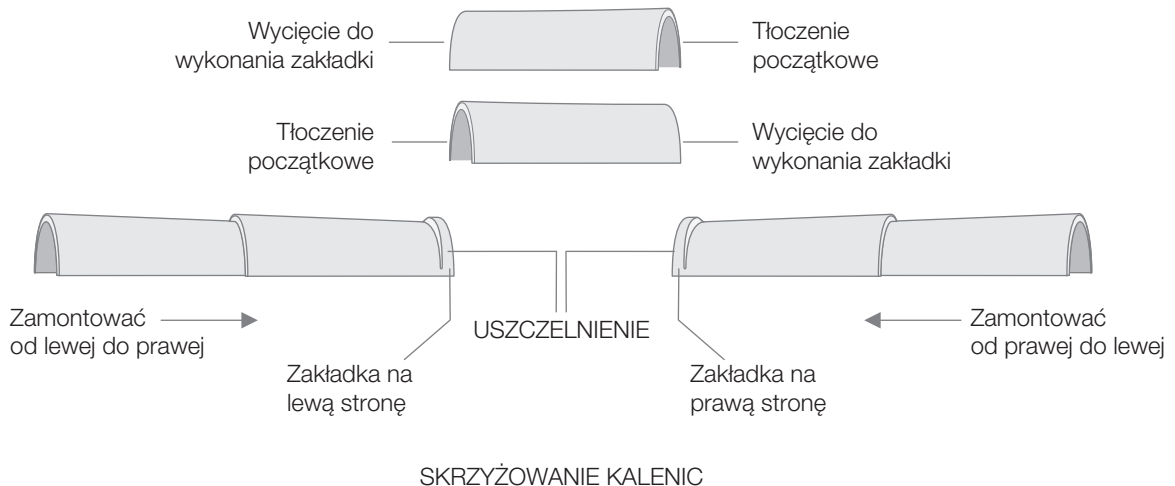 Wycięcie do
wykonania zakładki
Tłoczenie
początkowe
Tłoczenie
początkowe
Wycięcie do
wykonania zakładki
Zamontować
od lewej do prawej
USZCZELNIENIE
Zamontować
od prawej do lewej
Zakładka na
lewą stronę
Zakładka na
prawą stronę
SKRZYŻOWANIE KALENIC